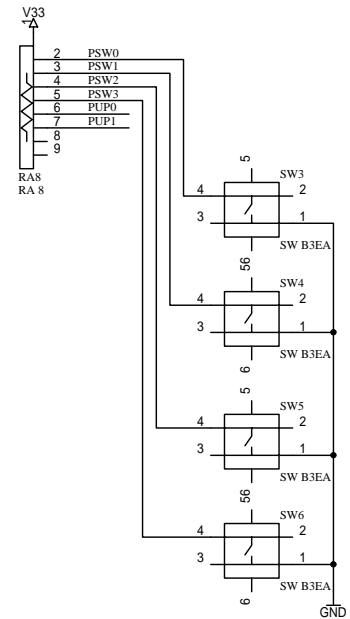 V33
1
2 PSW0
3 PSW1
4 PSW2
5 PSW3
6 PUP0
7 PUP1
8
9
RA8
RA 8
5
SW3
4 2
3 1
SW B3EA
56
SW4
4 2
3 1
SW B3EA
6
5
SW5
4 2
3 1
SW B3EA
56
SW6
4 2
3 1
SW B3EA
6
GND